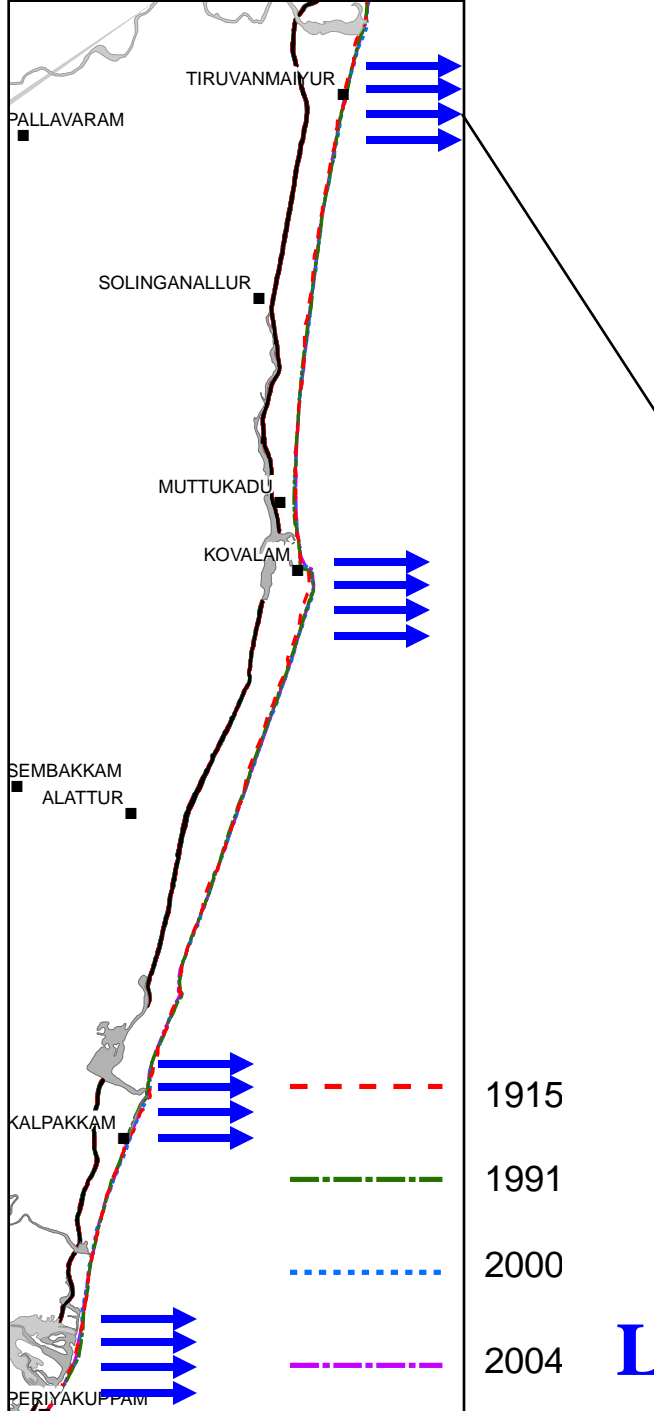 TIRUVANMAIYUR
PALLAVARAM
SOLINGANALLUR
MUTTUKADU
KOVALAM
SEMBAKKAM
ALATTUR
KALPAKKAM
PERIYAKUPPAM
1915
1991
2000
2004
L